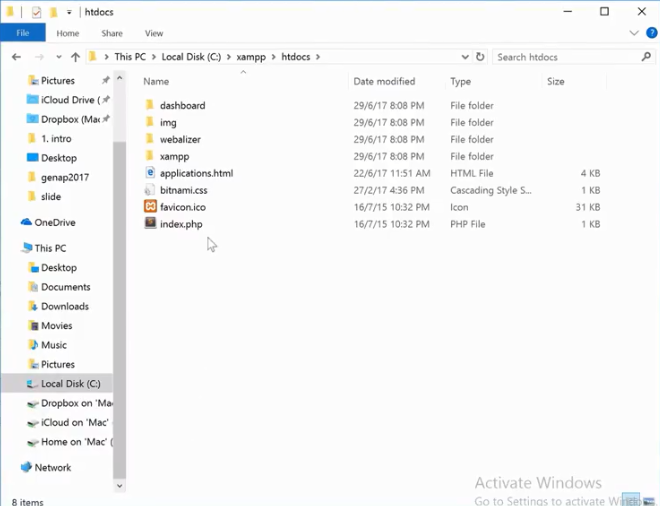 htdocs
File Home Share View
This PC Local Disk (C:) xampp htdocs Search htdocs
Name Date modified Type Size
Pictures
iCloud Drive (
Dropbox (Mac
1. intro
Desktop
genap2017
slide
OneDrive
This PC
Desktop
Documents
Downloads
Movies
Music
Pictures
Local Disk (C:)
Dropbox on 'Mac
iCloud on 'Mac'
Home on 'Mac' (
Network
dashboard 29/6/17 8:08 PM File folder
img 29/6/17 8:08 PM File folder
webalizer 29/6/17 8:08 PM File folder
xampp 29/6/17 8:08 PM File folder
applications.html 22/6/17 11:51 AM HTML File 4 KB
bitnami.css 27/2/17 4:36 PM Cascading Style S... 1 KB
favicon.ico 16/7/15 10:32 PM Icon 31 KB
index.php 16/7/15 10:32 PM PHP File 1 KB
Activate Windows
Go to Settings to activate Windows.
8 items